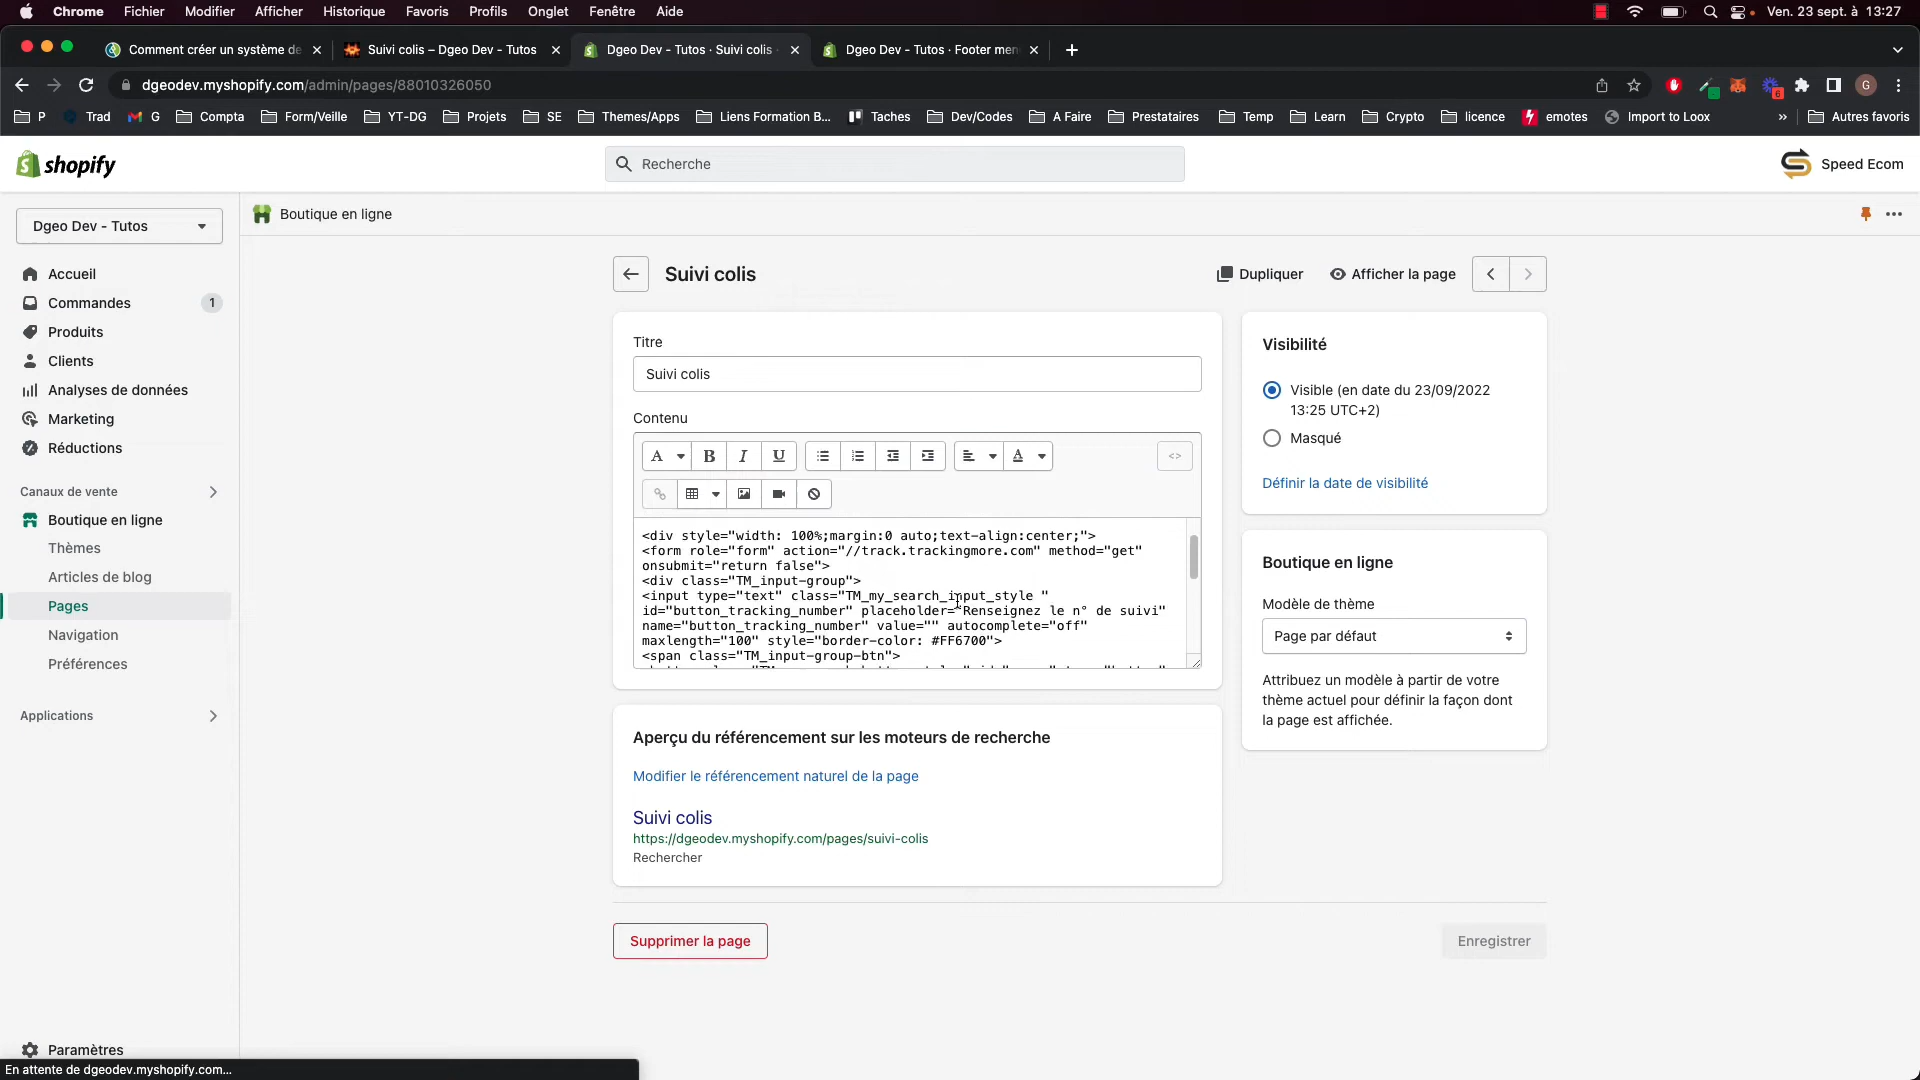 Chrome Fichier Modifier Afficher Historique Favoris Profils Onglet Fenêtre Aide Ven. 23 sept. à 13:27
Comment créer un système de
Suivi colis – Dgeo Dev - Tutos
Dgeo Dev - Tutos · Suivi colis ·
Dgeo Dev - Tutos · Footer men
dgeodev.myshopify.com/admin/pages/88010326050
G
6
P Trad G Compta Form/Veille YT-DG Projets SE Themes/Apps Liens Formation B... Taches Dev/Codes A Faire Prestataires Temp Learn Crypto licence emotes Import to Loox » Autres favoris
shopify
Recherche
Speed Ecom
Dgeo Dev - Tutos
Boutique en ligne
Accueil
Commandes 1
Produits
Clients
Analyses de données
Marketing
Réductions
Canaux de vente
Boutique en ligne
Thèmes
Articles de blog
Pages
Navigation
Préférences
Applications
Paramètres
En attente de dgeodev.myshopify.com...
Suivi colis
Dupliquer
Afficher la page
Titre
Suivi colis
Contenu
A B I U A <>
<div style="width: 100%;margin:0 auto;text-align:center;">
<form role="form" action="//track.trackingmore.com" method="get"
onsubmit="return false">
<div class="TM_input-group">
<input type="text" class="TM_my_search_input_style "
id="button_tracking_number" placeholder="Renseignez le n° de suivi"
name="button_tracking_number" value="" autocomplete="off"
maxlength="100" style="border-color: #FF6700">
<span class="TM_input-group-btn">
Aperçu du référencement sur les moteurs de recherche
Modifier le référencement naturel de la page
Suivi colis
https://dgeodev.myshopify.com/pages/suivi-colis
Rechercher
Supprimer la page
Visibilité
Visible (en date du 23/09/2022
13:25 UTC+2)
Masqué
Définir la date de visibilité
Boutique en ligne
Modèle de thème
Page par défaut
Attribuez un modèle à partir de votre
thème actuel pour définir la façon dont
la page est affichée.
Enregistrer